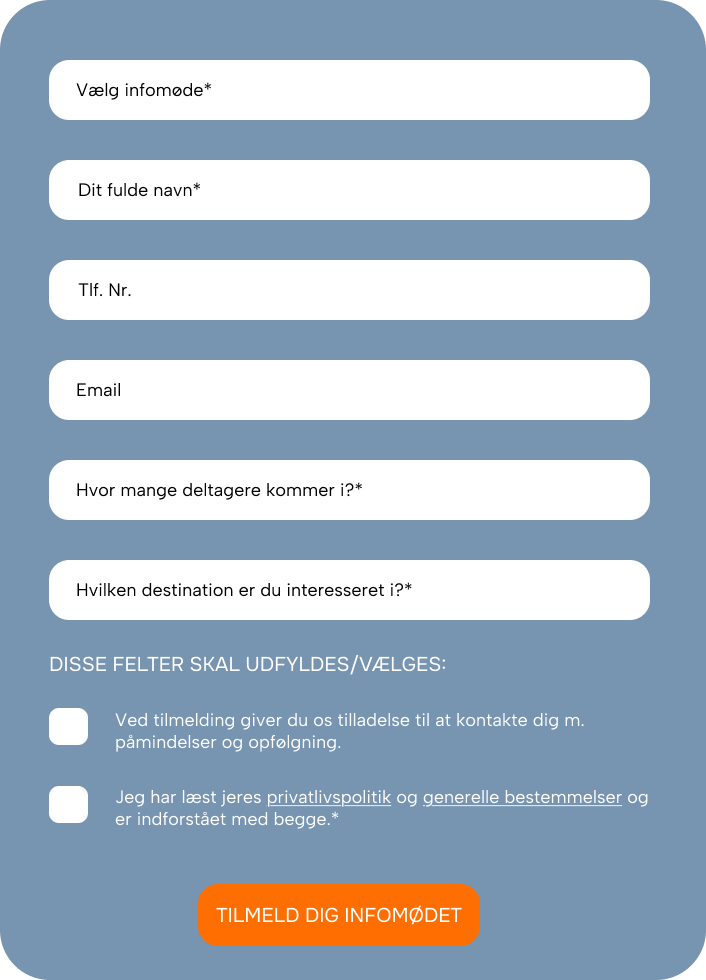 Vælg infomøde*
Dit fulde navn*
Tlf. Nr.
Email
Hvor mange deltagere kommer i?*
Hvilken destination er du interesseret i?*
DISSE FELTER SKAL UDFYLDES/VÆLGES:
Ved tilmelding giver du os tilladelse til at kontakte dig m.
påmindelser og opfølgning.
Jeg har læst jeres privatlivspolitik og generelle bestemmelser og
er indforstået med begge.*
TILMELD DIG INFOMØDET